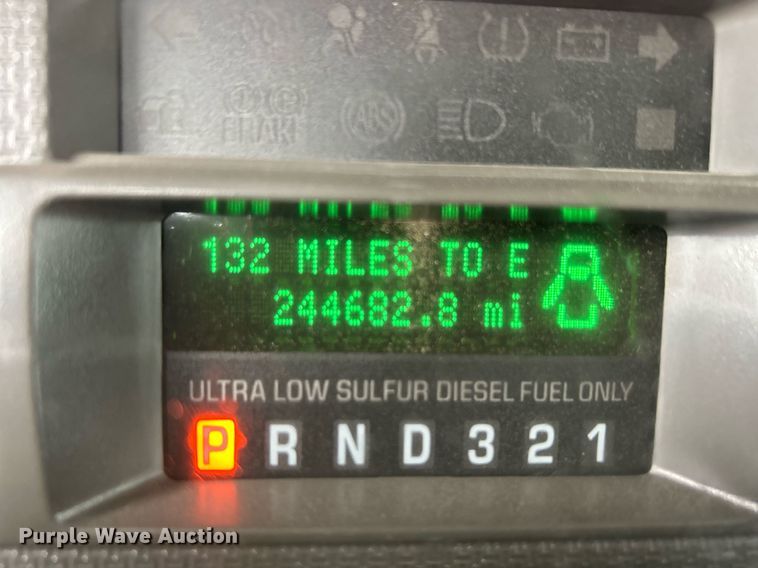 BRAKE
ABS
132 MILES TO E
244682.8 mi
ULTRA LOW SULFUR DIESEL FUEL ONLY
P R N D 3 2 1
Purple Wave Auction